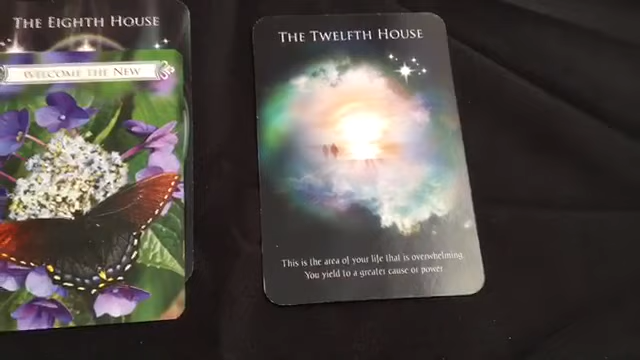 THE EIGHTH HOUSE
WELCOME THE NEW
THE TWELFTH HOUSE
This is the area of your life that is overwhelming.
You yield to a greater cause or power